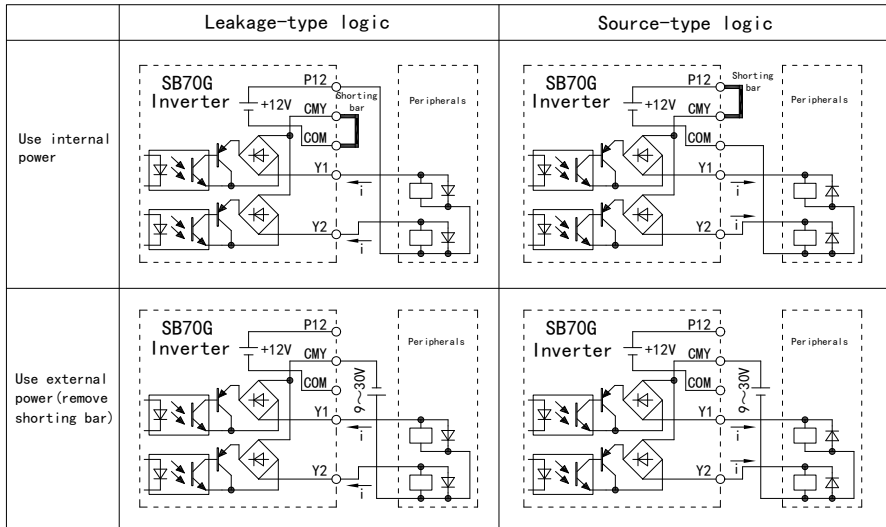 Leakage-type logic
Source-type logic
Use internal
power
SB70G
Inverter
+12V
P12
Shorting
bar
CMY
COM
Y1
i
Y2
i
Peripherals
SB70G
Inverter
+12V
P12
Shorting
bar
CMY
COM
Y1
i
Y2
i
Peripherals
Use external
power(remove
shorting bar)
SB70G
Inverter
+12V
P12
CMY
COM
9～30V
Y1
i
Y2
i
Peripherals
SB70G
Inverter
+12V
P12
CMY
COM
9～30V
Y1
i
Y2
i
Peripherals